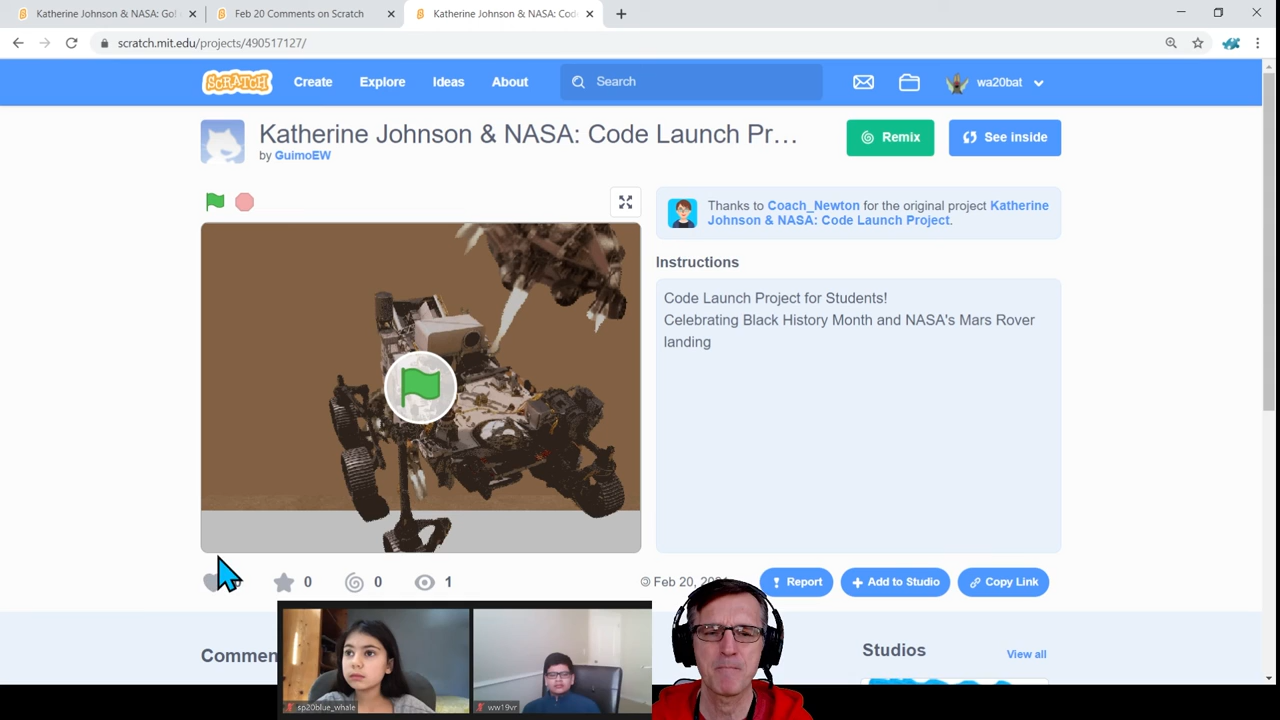 Katherine Johnson & NASA: Go!
Feb 20 Comments on Scratch
Katherine Johnson & NASA: Cod
scratch.mit.edu/projects/490517127/
SCRATCH
Create
Explore
Ideas
About
Search
wa20bat
Katherine Johnson & NASA: Code Launch Pr…
by GuimoEW
Remix
See inside
Thanks to Coach_Newton for the original project Katherine
Johnson & NASA: Code Launch Project.
Instructions
Code Launch Project for Students!
Celebrating Black History Month and NASA's Mars Rover
landing
0
0
1
© Feb 20,
Report
Add to Studio
Copy Link
Commen
Studios
View all
sp20blue_whale
ww19vr